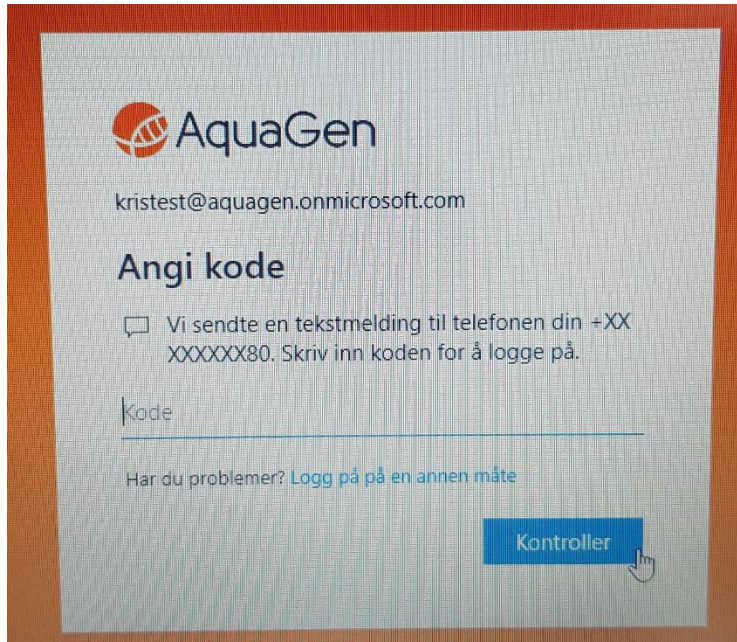 AquaGen
kristest@aquagen.onmicrosoft.com
Angi kode
Vi sendte en tekstmelding til telefonen din +XX
XXXXXX80. Skriv inn koden for å logge på.
Kode
Har du problemer? Logg på på en annen måte
Kontroller